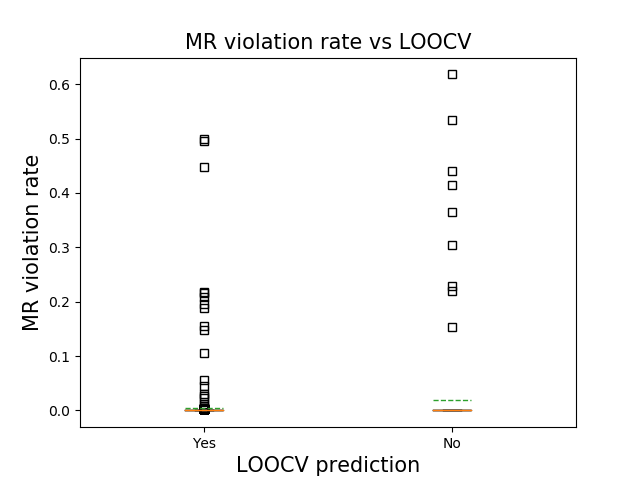 MR violation rate vs LOOCV
MR violation rate
0.6
0.5
0.4
0.3
0.2
0.1
0.0
Yes
No
LOOCV prediction